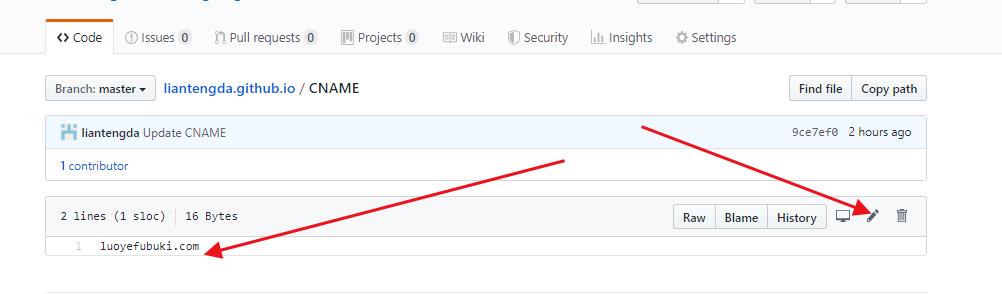 Code Issues 0 Pull requests 0 Projects 0 Wiki Security Insights Settings
Branch: master liantengda.github.io / CNAME Find file Copy path
liantengda Update CNAME 9ce7ef0 2 hours ago
1 contributor
2 lines (1 sloc) 16 Bytes Raw Blame History
1 luoyefubuki.com